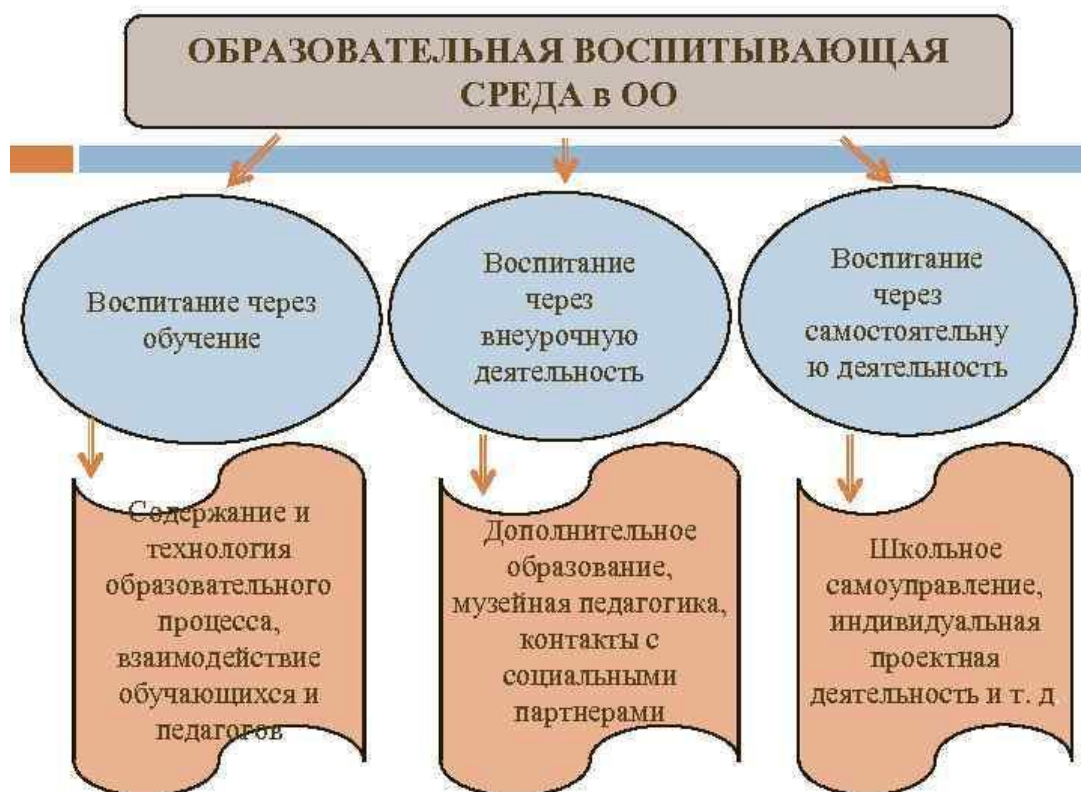 ОБРАЗОВАТЕЛЬНАЯ ВОСПИТЫВАЮЩАЯ
СРЕДА в ОО
Воспитание через
обучение
Воспитание
через
внеурочную
деятельность
Воспитание
через
самостоятельну
ю деятельность
Содержание и
технология
образовательного
процесса,
взаимодействие
обучающихся и
педагогов
Дополнительное
образование,
музейная педагогика,
контакты с
социальными
партнерами
Школьное
самоуправление,
индивидуальная
проектная
деятельность и т. д.